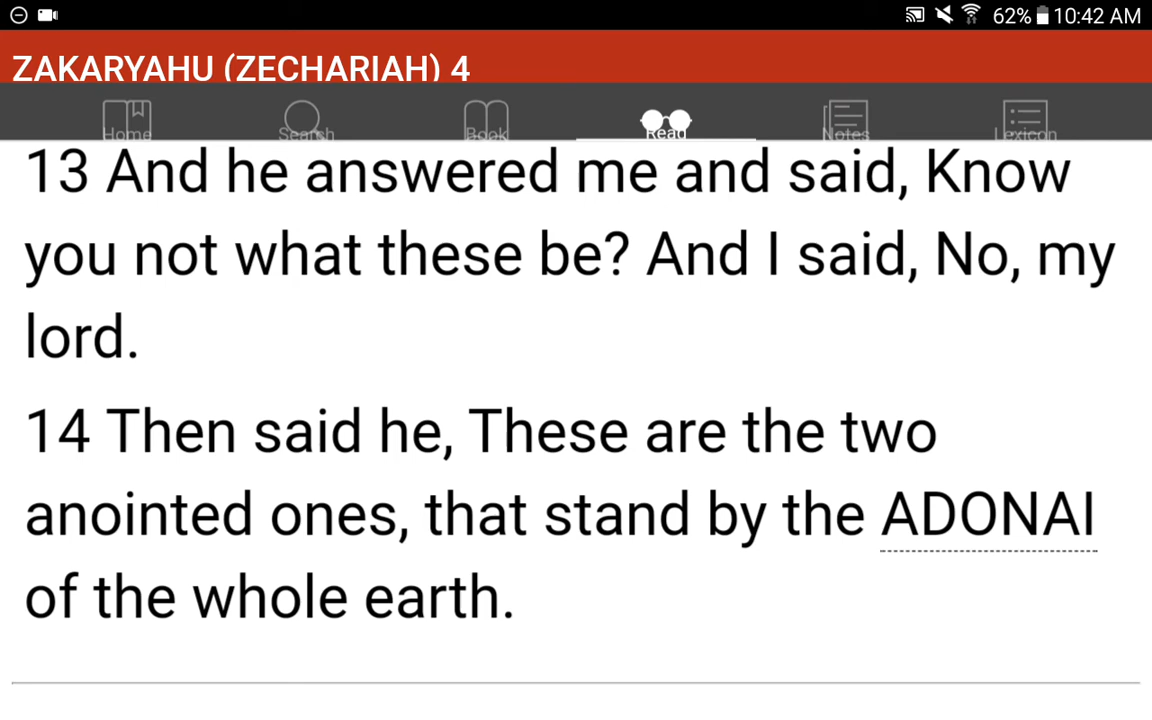 62% 10:42 AM
ZAKARYAHU (ZECHARIAH) 4
Home Search Book Read Notes Lexicon
13 And he answered me and said, Know
you not what these be? And I said, No, my
lord.
14 Then said he, These are the two
anointed ones, that stand by the ADONAI
of the whole earth.